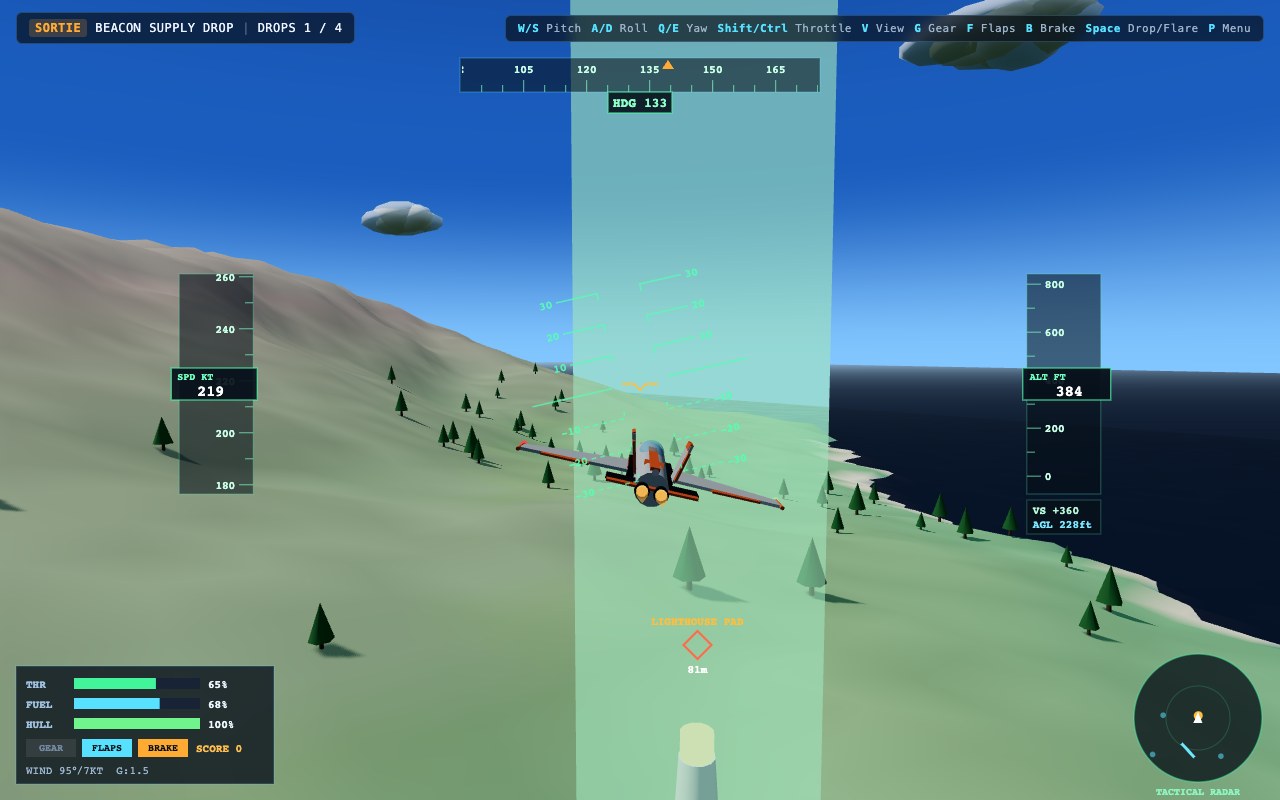 SORTIE BEACON SUPPLY DROP | DROPS 1 / 4
W/S Pitch A/D Roll Q/E Yaw Shift/Ctrl Throttle V View G Gear F Flaps B Brake Space Drop/Flare P Menu
105 120 135 150 165
HDG 133
30 30
20 20
10 10
-10 -10
-20 -20
-30 -30
260
240
SPD KT
219
200
180
800
600
ALT FT
384
200
0
VS +360
AGL 228ft
LIGHTHOUSE PAD
81m
THR 65%
FUEL 68%
HULL 100%
GEAR FLAPS BRAKE SCORE 0
WIND 95°/7KT G:1.5
TACTICAL RADAR